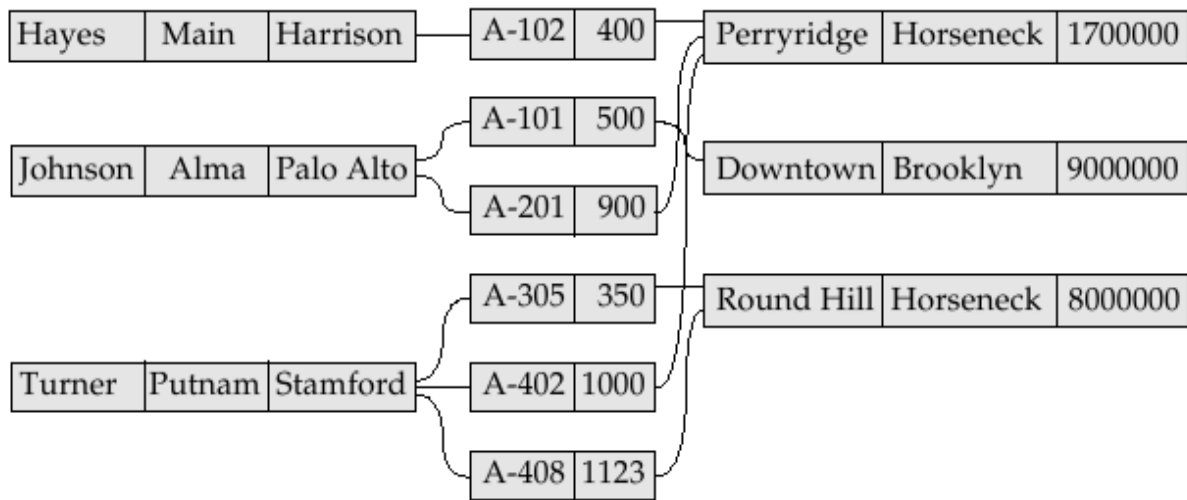 Hayes Main Harrison
A-102 400
Perryridge Horseneck 1700000
A-101 500
Johnson Alma Palo Alto
Downtown Brooklyn 9000000
A-201 900
A-305 350
Round Hill Horseneck 8000000
Turner Putnam Stamford
A-402 1000
A-408 1123